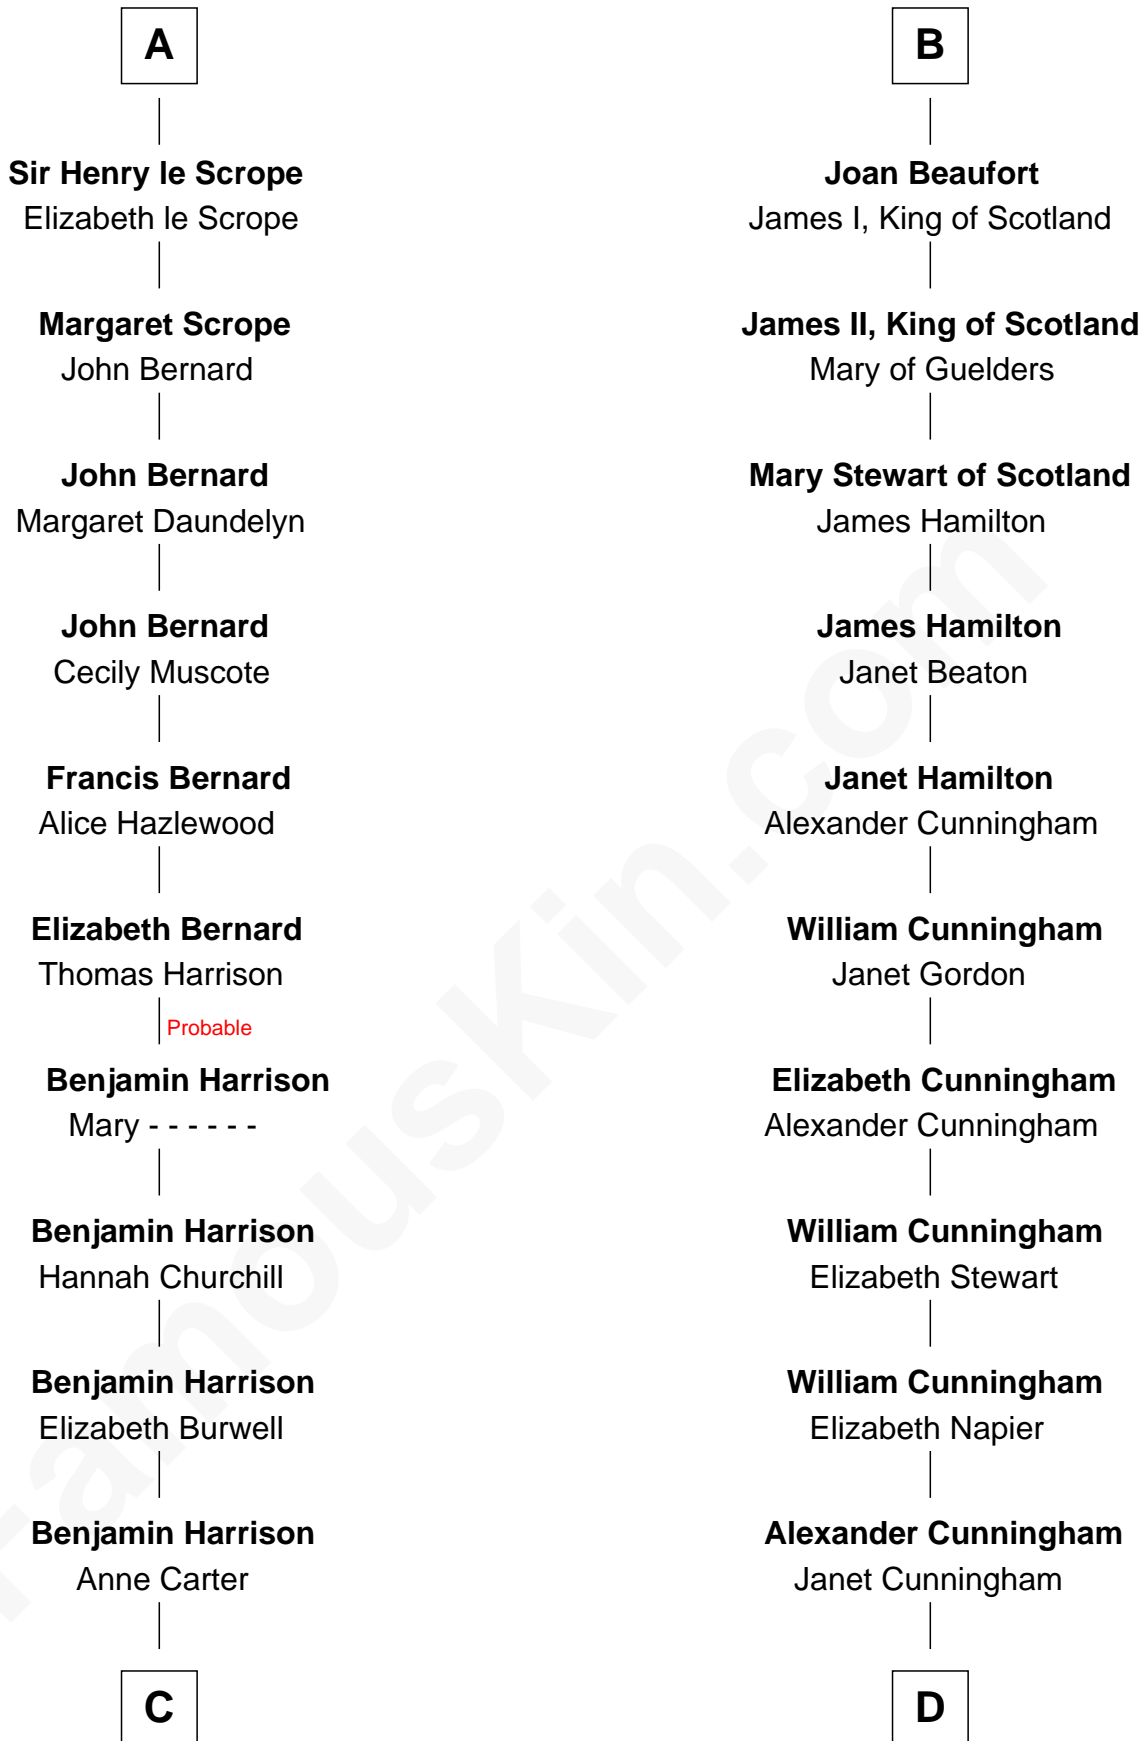 A
Sir Henry le Scrope
Elizabeth le Scrope
Margaret Scrope
John Bernard
John Bernard
Margaret Daundelyn
John Bernard
Cecily Muscote
Francis Bernard
Alice Hazlewood
Elizabeth Bernard
Thomas Harrison
Probable
Benjamin Harrison
Mary - - - - - -
Benjamin Harrison
Hannah Churchill
Benjamin Harrison
Elizabeth Burwell
Benjamin Harrison
Anne Carter
C
B
Joan Beaufort
James I, King of Scotland
James II, King of Scotland
Mary of Guelders
Mary Stewart of Scotland
James Hamilton
James Hamilton
Janet Beaton
Janet Hamilton
Alexander Cunningham
William Cunningham
Janet Gordon
Elizabeth Cunningham
Alexander Cunningham
William Cunningham
Elizabeth Stewart
William Cunningham
Elizabeth Napier
Alexander Cunningham
Janet Cunningham
D
FamousKin.com